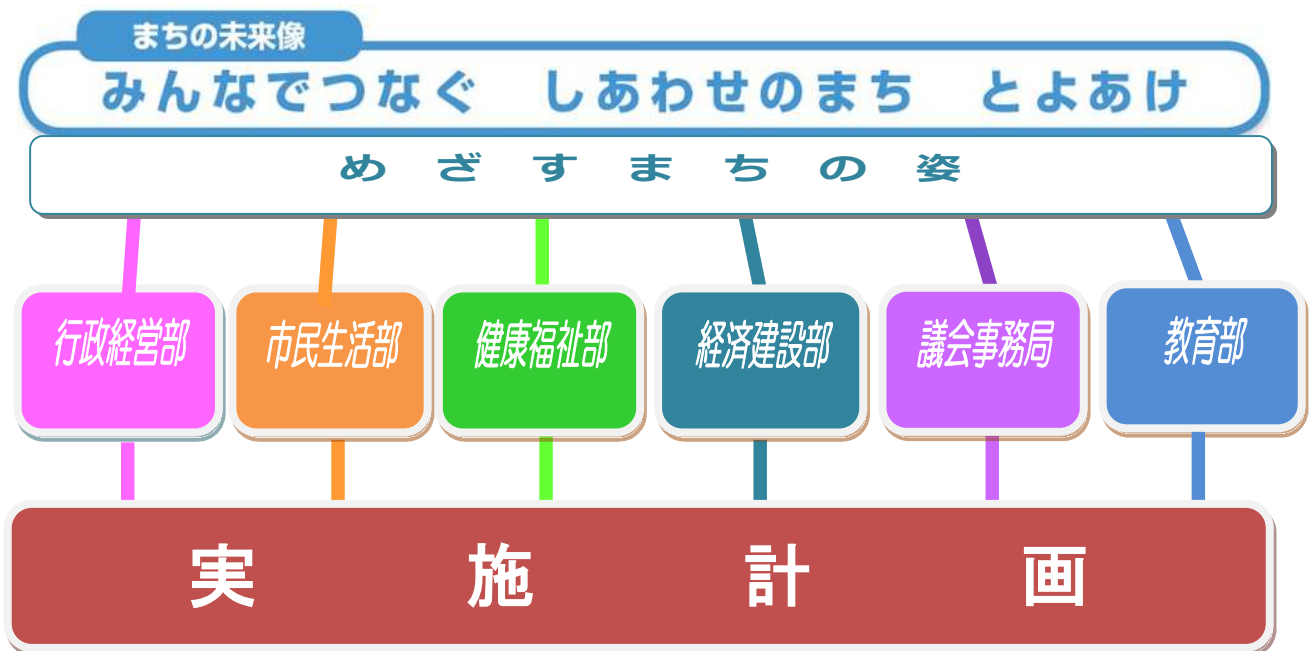 まちの未来像
みんなでつなぐ しあわせのまち とよあけ
めざすまちの姿
行政経営部
市民生活部
健康福祉部
経済建設部
議会事務局
教育部
実施計画